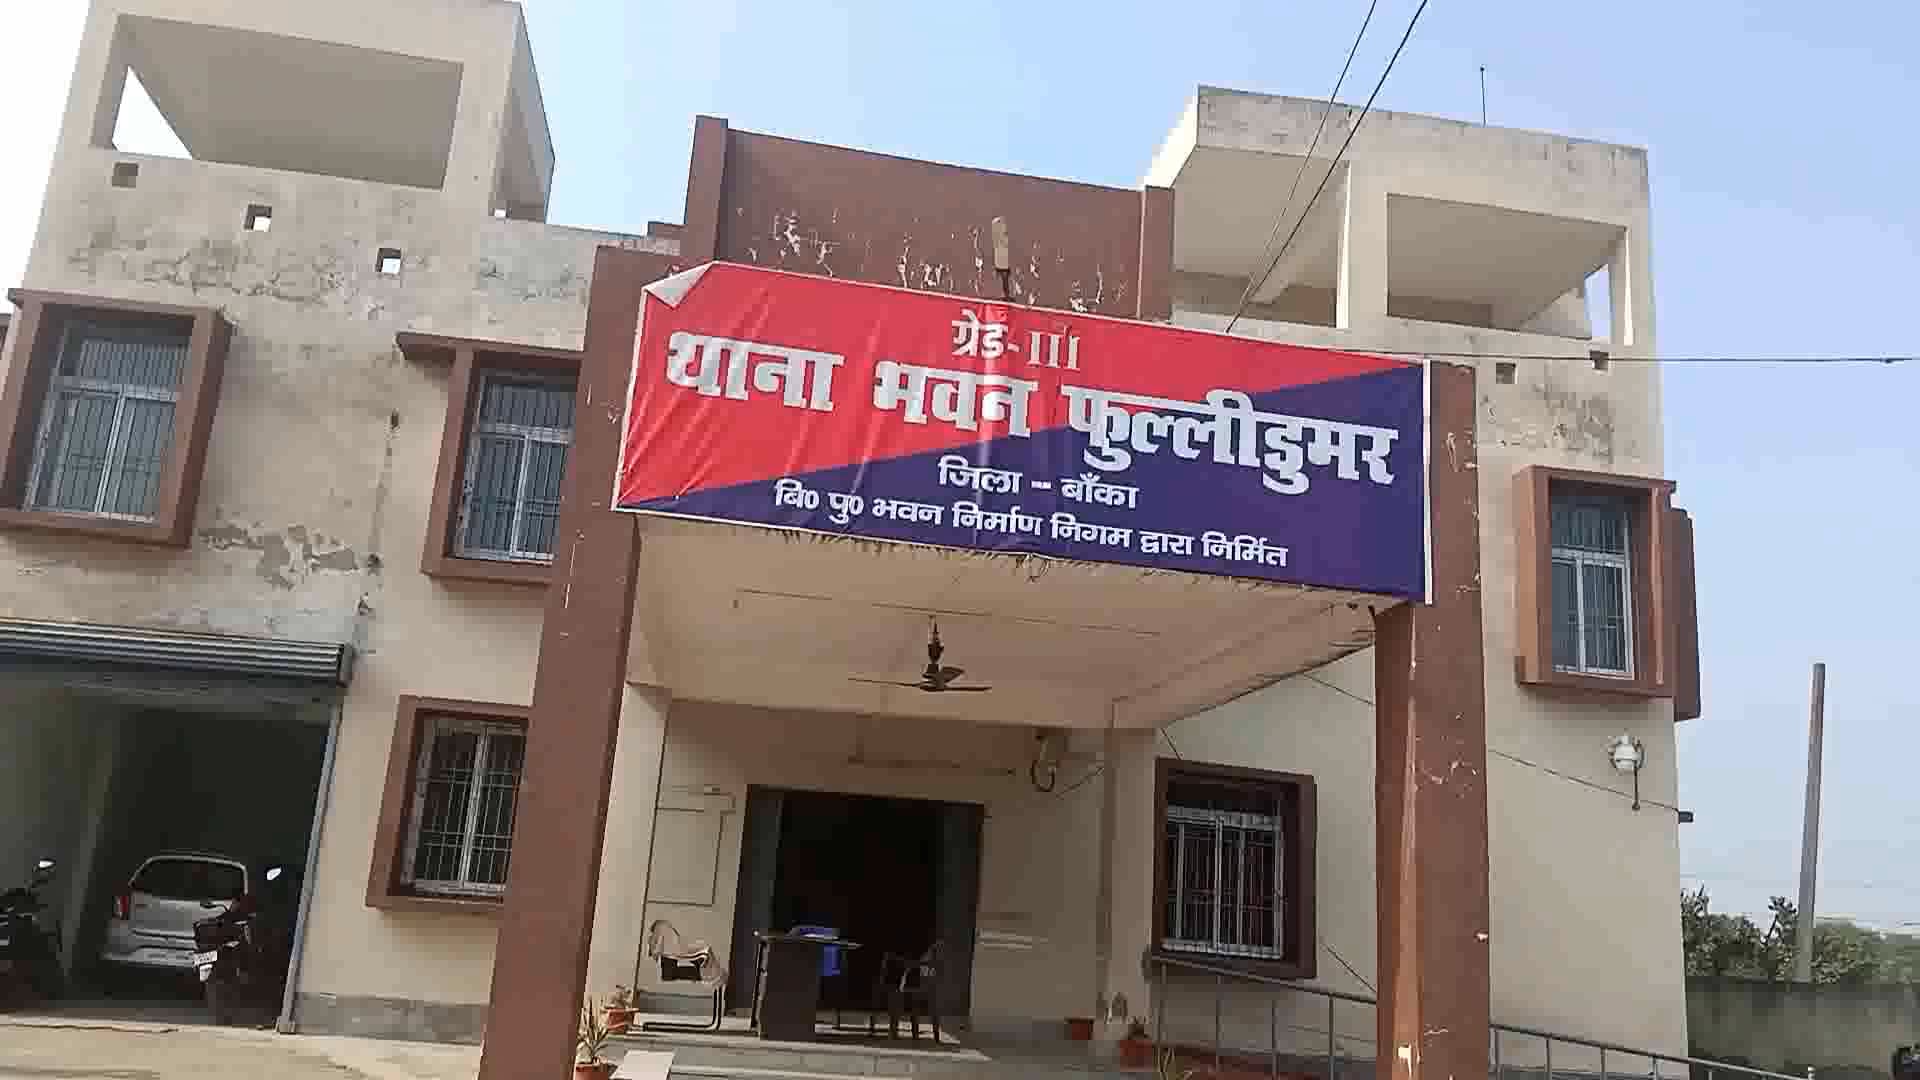 ग्रेड-III
थाना भवन फुल्लीडुमर
जिला - बाँका
बि० पु० भवन निर्माण निगम द्वारा निर्मित